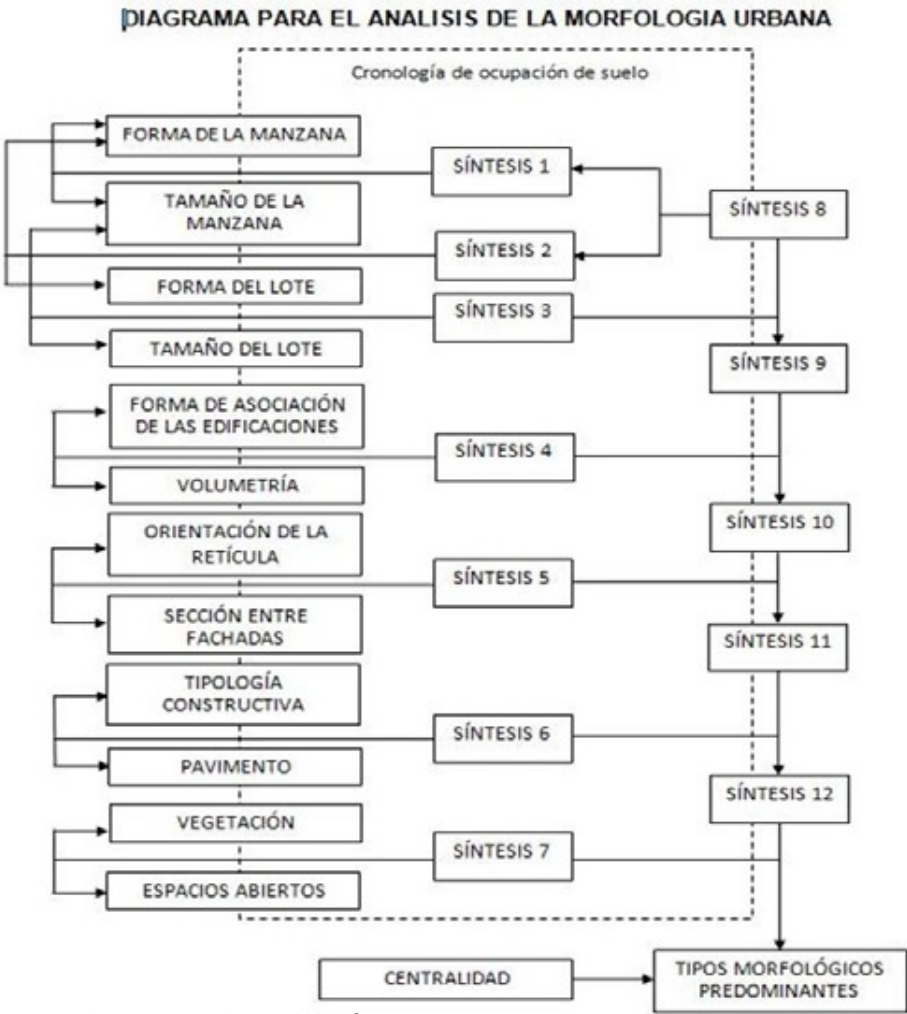 DIAGRAMA PARA EL ANALISIS DE LA MORFOLOGIA URBANA
Cronología de ocupación de suelo
FORMA DE LA MANZANA
SÍNTESIS 1
TAMAÑO DE LA
MANZANA
SÍNTESIS 8
SÍNTESIS 2
FORMA DEL LOTE
SÍNTESIS 3
TAMAÑO DEL LOTE
SÍNTESIS 9
FORMA DE ASOCIACIÓN
DE LAS EDIFICACIONES
SÍNTESIS 4
VOLUMETRÍA
SÍNTESIS 10
ORIENTACIÓN DE LA
RETÍCULA
SÍNTESIS 5
SECCIÓN ENTRE
FACHADAS
SÍNTESIS 11
TIPOLOGÍA
CONSTRUCTIVA
SÍNTESIS 6
PAVIMENTO
SÍNTESIS 12
VEGETACIÓN
SÍNTESIS 7
ESPACIOS ABIERTOS
CENTRALIDAD
TIPOS MORFOLÓGICOS
PREDOMINANTES